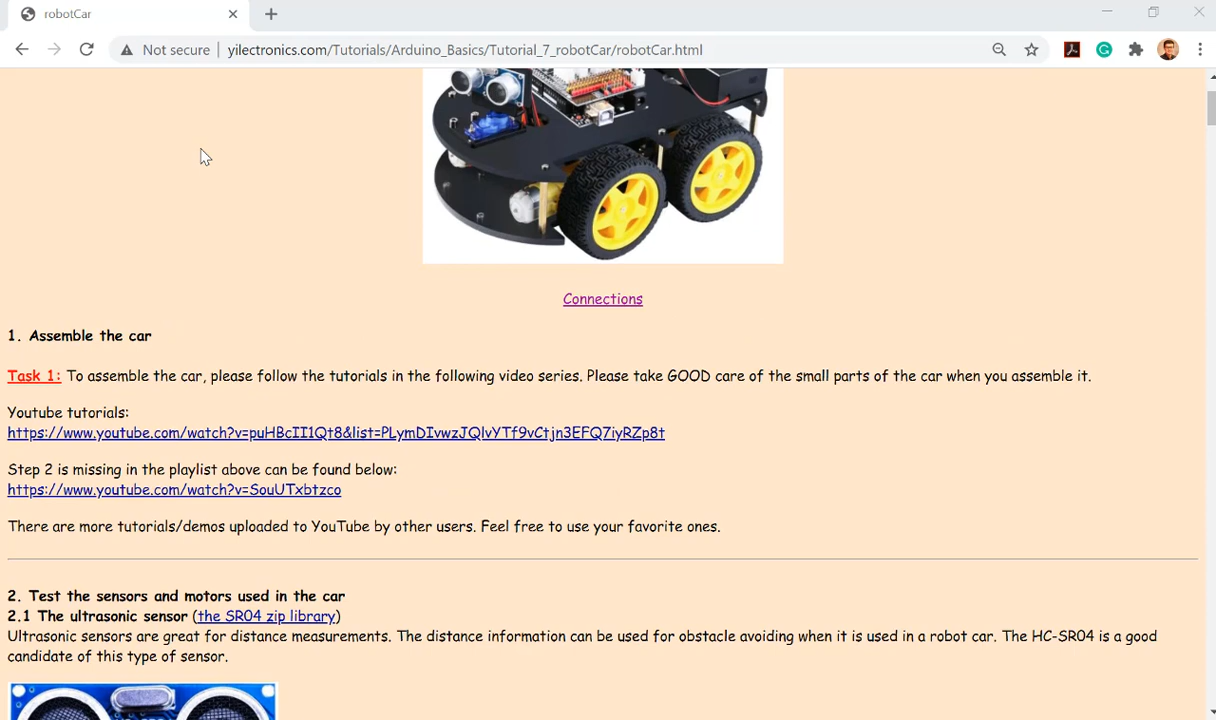 robotCar
Not secure yilectronics.com/Tutorials/Arduino_Basics/Tutorial_7_robotCar/robotCar.html
Connections
1. Assemble the car
Task 1: To assemble the car, please follow the tutorials in the following video series. Please take GOOD care of the small parts of the car when you assemble it.
Youtube tutorials:
https://www.youtube.com/watch?v=puHBcII1Qt8&list=PLymDIvwzJQlvYTf9vCtjn3EFQ7iyRZp8t
Step 2 is missing in the playlist above can be found below:
https://www.youtube.com/watch?v=SouUTxbtzco
There are more tutorials/demos uploaded to YouTube by other users. Feel free to use your favorite ones.
2. Test the sensors and motors used in the car
2.1 The ultrasonic sensor (the SR04 zip library)
Ultrasonic sensors are great for distance measurements. The distance information can be used for obstacle avoiding when it is used in a robot car. The HC-SR04 is a good
candidate of this type of sensor.